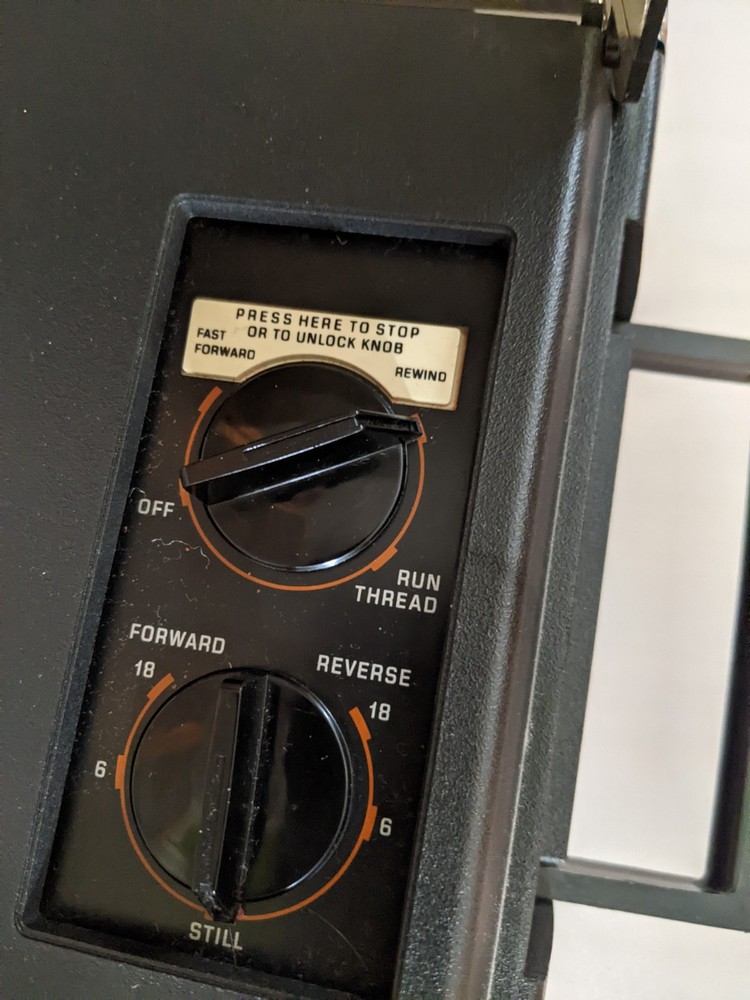 PRESS HERE TO STOP
OR TO UNLOCK KNOB
FAST
FORWARD
REWIND
OFF
RUN
THREAD
FORWARD
REVERSE
18
18
6
6
STILL